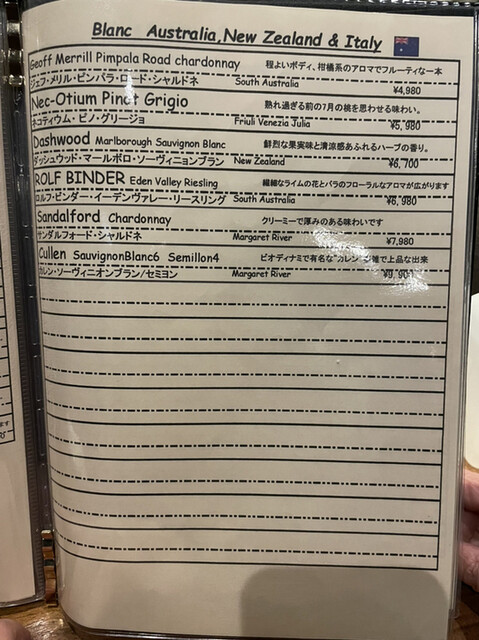 Blanc Australia,New Zealand & Italy
Geoff Merrill Pimpala Road chardonnay 程よいボディ、柑橘系のアロマでフルーティな一本
ジェフ・メリル・ピンパラ・ロード・シャルドネ South Australia ¥4,980
Nec-Otium Pinot Grigio 熟れ過ぎる前の7月の桃を思わせる味わい。
ネコティウム・ピノ・グリージョ Friuli Venezia Julia ¥5,980
Dashwood Marlborough Sauvignon Blanc 鮮烈な果実味と清涼感あふれるハーブの香り。
ダッシュウッド・マールボロ・ソーヴィニョンブラン New Zealand ¥6,700
ROLF BINDER Eden Valley Riesling 繊細なライムの花とバラのフローラルなアロマが広がります
ロルフ・ビンダー・イーデンヴァレー・リースリング South Australia ¥6,980
Sandalford Chardonnay クリーミーで厚みのある味わいです
サンダルフォード・シャルドネ Margaret River ¥7,980
Cullen SauvignonBlanc6 Semillon4 ビオディナミで有名な"カレン" で上品な出来
カレン・ソーヴィニオンブラン/セミヨン Margaret River